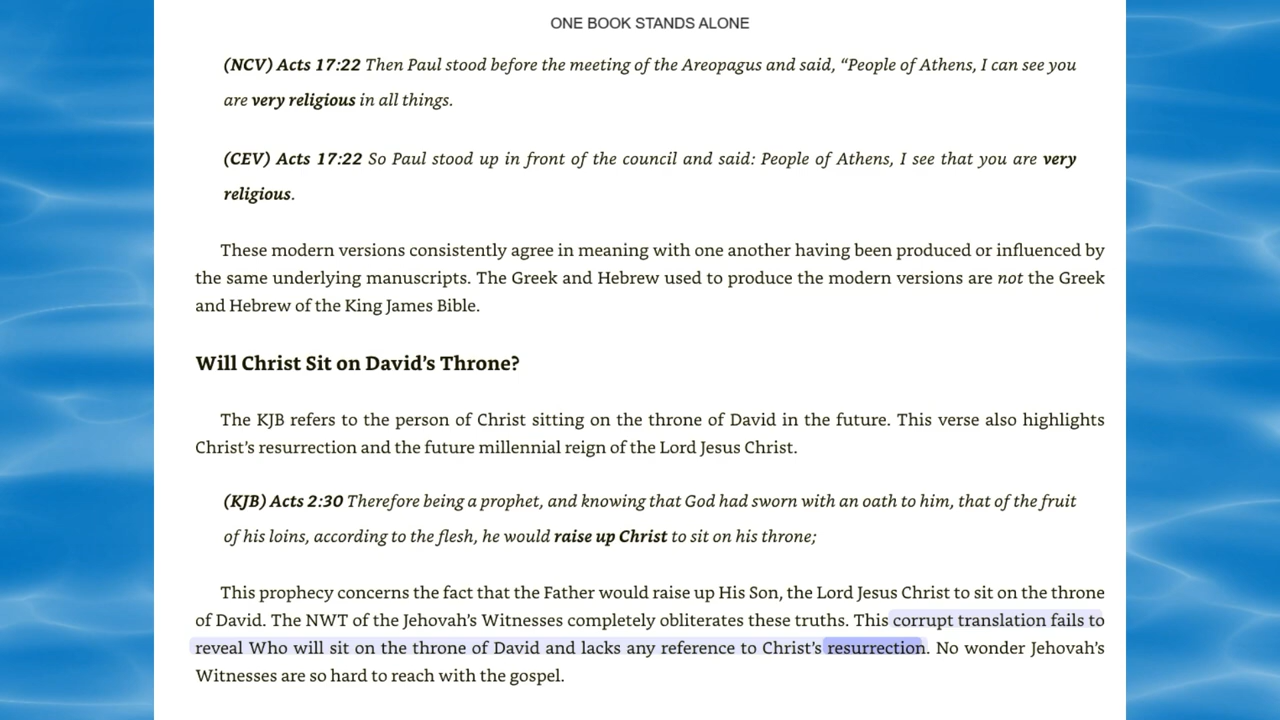 ONE BOOK STANDS ALONE
(NCV) Acts 17:22 Then Paul stood before the meeting of the Areopagus and said, “People of Athens, I can see you
are very religious in all things.
(CEV) Acts 17:22 So Paul stood up in front of the council and said: People of Athens, I see that you are very
religious.
These modern versions consistently agree in meaning with one another having been produced or influenced by
the same underlying manuscripts. The Greek and Hebrew used to produce the modern versions are not the Greek
and Hebrew of the King James Bible.
Will Christ Sit on David’s Throne?
The KJB refers to the person of Christ sitting on the throne of David in the future. This verse also highlights
Christ’s resurrection and the future millennial reign of the Lord Jesus Christ.
(KJB) Acts 2:30 Therefore being a prophet, and knowing that God had sworn with an oath to him, that of the fruit
of his loins, according to the flesh, he would raise up Christ to sit on his throne;
This prophecy concerns the fact that the Father would raise up His Son, the Lord Jesus Christ to sit on the throne
of David. The NWT of the Jehovah’s Witnesses completely obliterates these truths. This corrupt translation fails to
reveal Who will sit on the throne of David and lacks any reference to Christ’s resurrection. No wonder Jehovah’s
Witnesses are so hard to reach with the gospel.